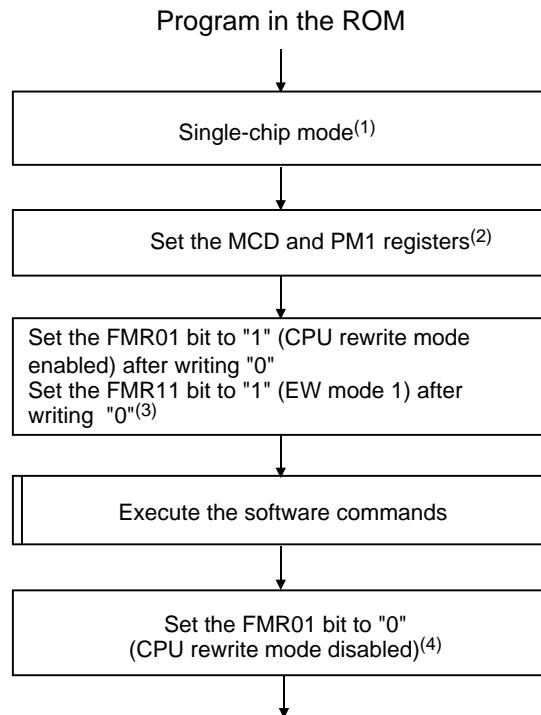 Program in the ROM
Single-chip mode(1)
Set the MCD and PM1 registers(2)
Set the FMR01 bit to "1" (CPU rewrite mode
enabled) after writing "0"
Set the FMR11 bit to "1" (EW mode 1) after
writing "0"(3)
Execute the software commands
Set the FMR01 bit to "0"
(CPU rewrite mode disabled)(4)